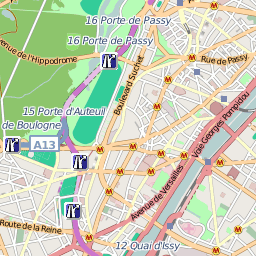 16 Porte de Passy
16 Porte de Passy
Avenue de l'Hippodrome
Rue de Passy
Boulevard Suchet
15 Porte d'Auteuil
de Boulogne
A13
Voie Georges Pompidou
Avenue de Versailles
Route de la Reine
12 Quai d'Issy